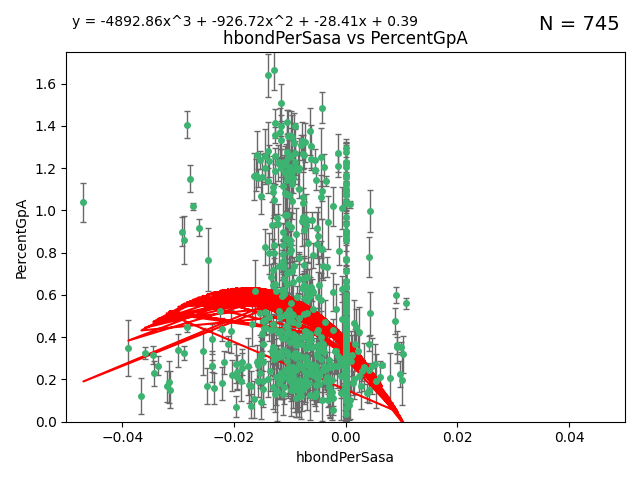 y = -4892.86x^3 + -926.72x^2 + -28.41x + 0.39
N = 745
hbondPerSasa vs PercentGpA
1.6
1.4
1.2
1.0
0.8
0.6
0.4
0.2
0.0
PercentGpA
−0.04
−0.02
0.00
0.02
0.04
hbondPerSasa